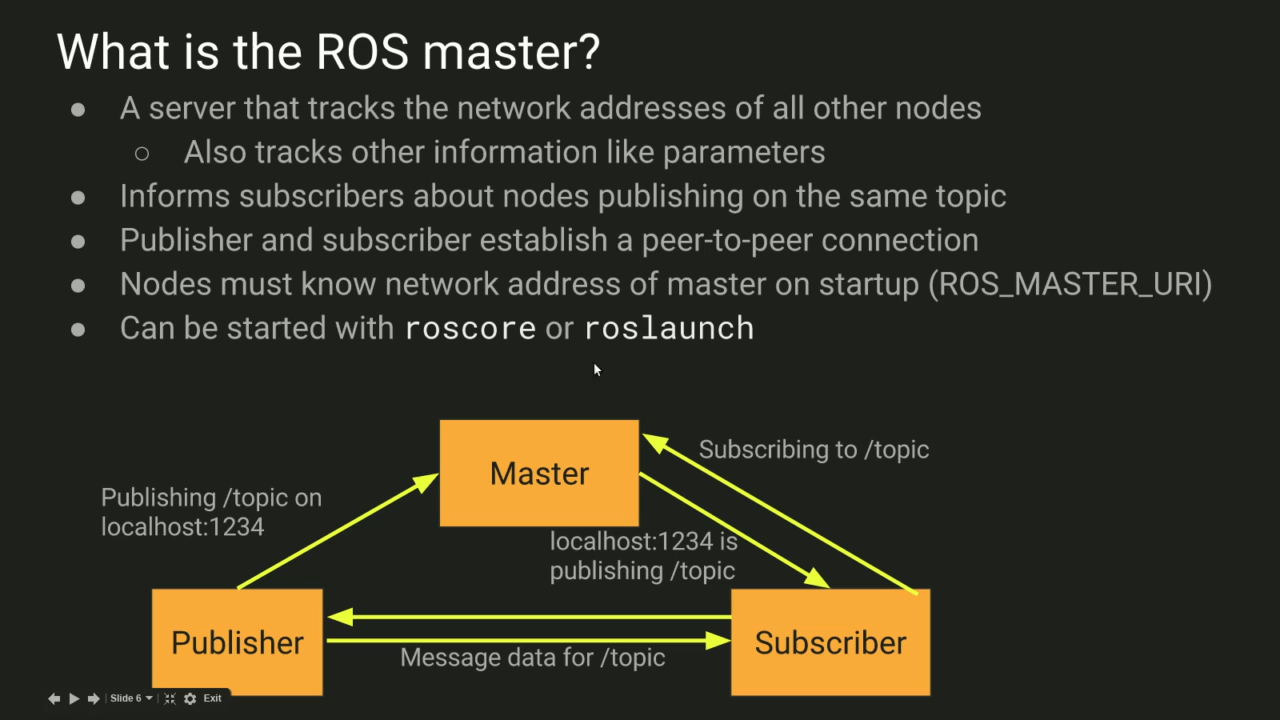 What is the ROS master?
● A server that tracks the network addresses of all other nodes
○ Also tracks other information like parameters
● Informs subscribers about nodes publishing on the same topic
● Publisher and subscriber establish a peer-to-peer connection
● Nodes must know network address of master on startup (ROS_MASTER_URI)
● Can be started with roscore or roslaunch
Master
Subscribing to /topic
Publishing /topic on
localhost:1234
localhost:1234 is
publishing /topic
Publisher
Subscriber
Message data for /topic
Slide 6
Exit